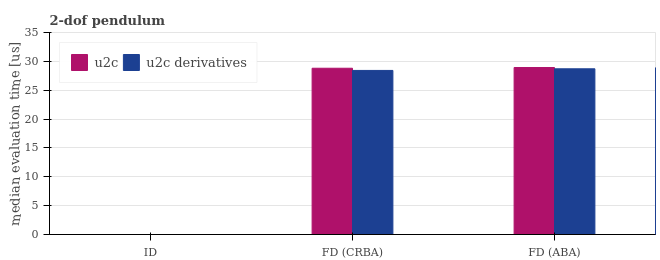 2-dof pendulum
median evaluation time [us]
35
30
25
20
15
10
5
0
u2c
u2c derivatives
ID
FD (CRBA)
FD (ABA)